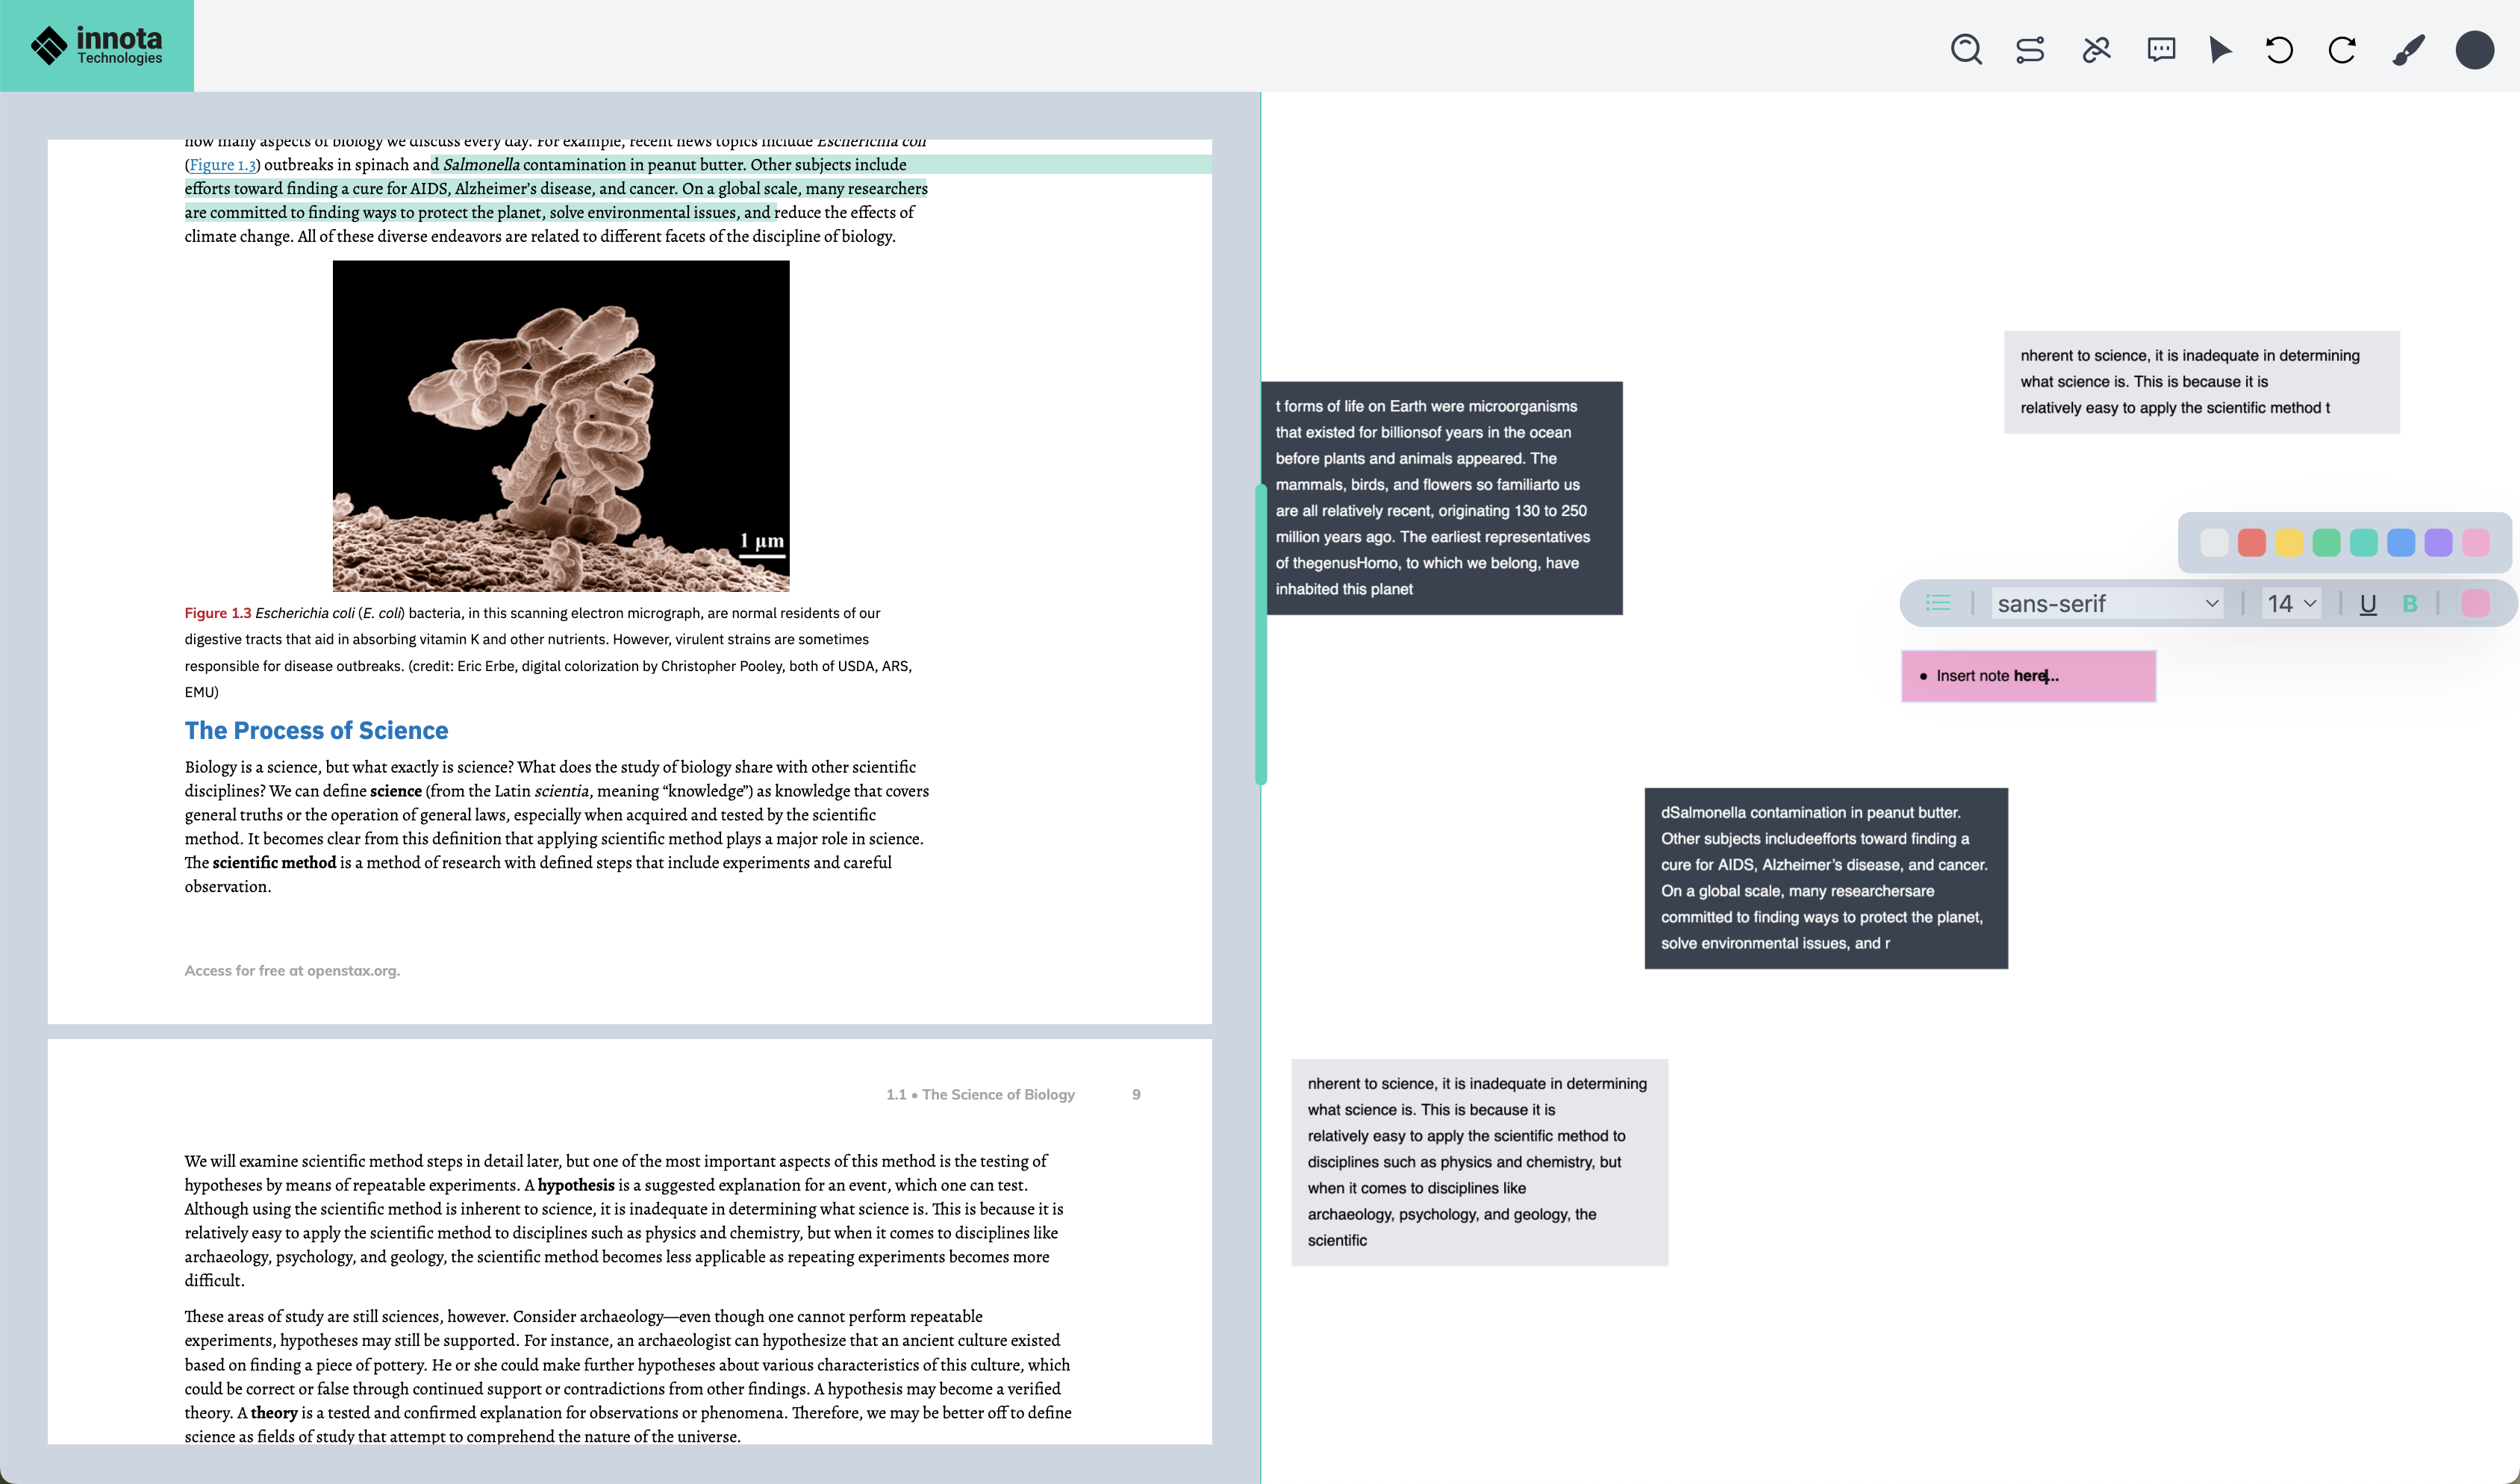 innota
Technologies
how many aspects of biology we discuss every day. For example, recent news topics include Escherichia coli
(Figure 1.3) outbreaks in spinach and Salmonella contamination in peanut butter. Other subjects include
efforts toward finding a cure for AIDS, Alzheimer’s disease, and cancer. On a global scale, many researchers
are committed to finding ways to protect the planet, solve environmental issues, and reduce the effects of
climate change. All of these diverse endeavors are related to different facets of the discipline of biology.
1 µm
Figure 1.3 Escherichia coli (E. coli) bacteria, in this scanning electron micrograph, are normal residents of our
digestive tracts that aid in absorbing vitamin K and other nutrients. However, virulent strains are sometimes
responsible for disease outbreaks. (credit: Eric Erbe, digital colorization by Christopher Pooley, both of USDA, ARS,
EMU)
The Process of Science
Biology is a science, but what exactly is science? What does the study of biology share with other scientific
disciplines? We can define science (from the Latin scientia, meaning “knowledge”) as knowledge that covers
general truths or the operation of general laws, especially when acquired and tested by the scientific
method. It becomes clear from this definition that applying scientific method plays a major role in science.
The scientific method is a method of research with defined steps that include experiments and careful
observation.
Access for free at openstax.org.
1.1 • The Science of Biology 9
We will examine scientific method steps in detail later, but one of the most important aspects of this method is the testing of
hypotheses by means of repeatable experiments. A hypothesis is a suggested explanation for an event, which one can test.
Although using the scientific method is inherent to science, it is inadequate in determining what science is. This is because it is
relatively easy to apply the scientific method to disciplines such as physics and chemistry, but when it comes to disciplines like
archaeology, psychology, and geology, the scientific method becomes less applicable as repeating experiments becomes more
difficult.
These areas of study are still sciences, however. Consider archaeology—even though one cannot perform repeatable
experiments, hypotheses may still be supported. For instance, an archaeologist can hypothesize that an ancient culture existed
based on finding a piece of pottery. He or she could make further hypotheses about various characteristics of this culture, which
could be correct or false through continued support or contradictions from other findings. A hypothesis may become a verified
theory. A theory is a tested and confirmed explanation for observations or phenomena. Therefore, we may be better off to define
science as fields of study that attempt to comprehend the nature of the universe.
t forms of life on Earth were microorganisms
that existed for billionsof years in the ocean
before plants and animals appeared. The
mammals, birds, and flowers so familiarto us
are all relatively recent, originating 130 to 250
million years ago. The earliest representatives
of thegenusHomo, to which we belong, have
inhabited this planet
nherent to science, it is inadequate in determining
what science is. This is because it is
relatively easy to apply the scientific method t
sans-serif 14 U B
• Insert note here...
dSalmonella contamination in peanut butter.
Other subjects includeefforts toward finding a
cure for AIDS, Alzheimer’s disease, and cancer.
On a global scale, many researchersare
committed to finding ways to protect the planet,
solve environmental issues, and r
nherent to science, it is inadequate in determining
what science is. This is because it is
relatively easy to apply the scientific method to
disciplines such as physics and chemistry, but
when it comes to disciplines like
archaeology, psychology, and geology, the
scientific